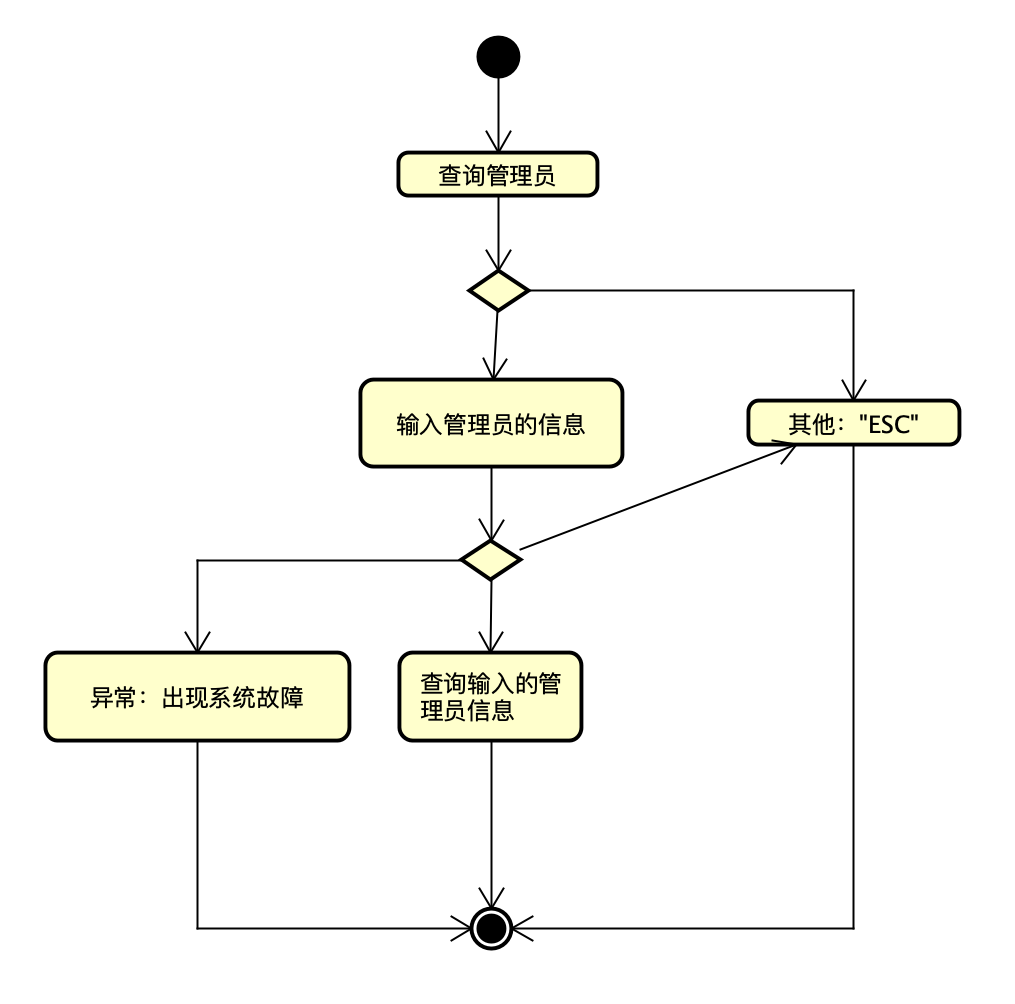 查询管理员
输入管理员的信息
其他："ESC"
异常：出现系统故障
查询输入的管
理员信息